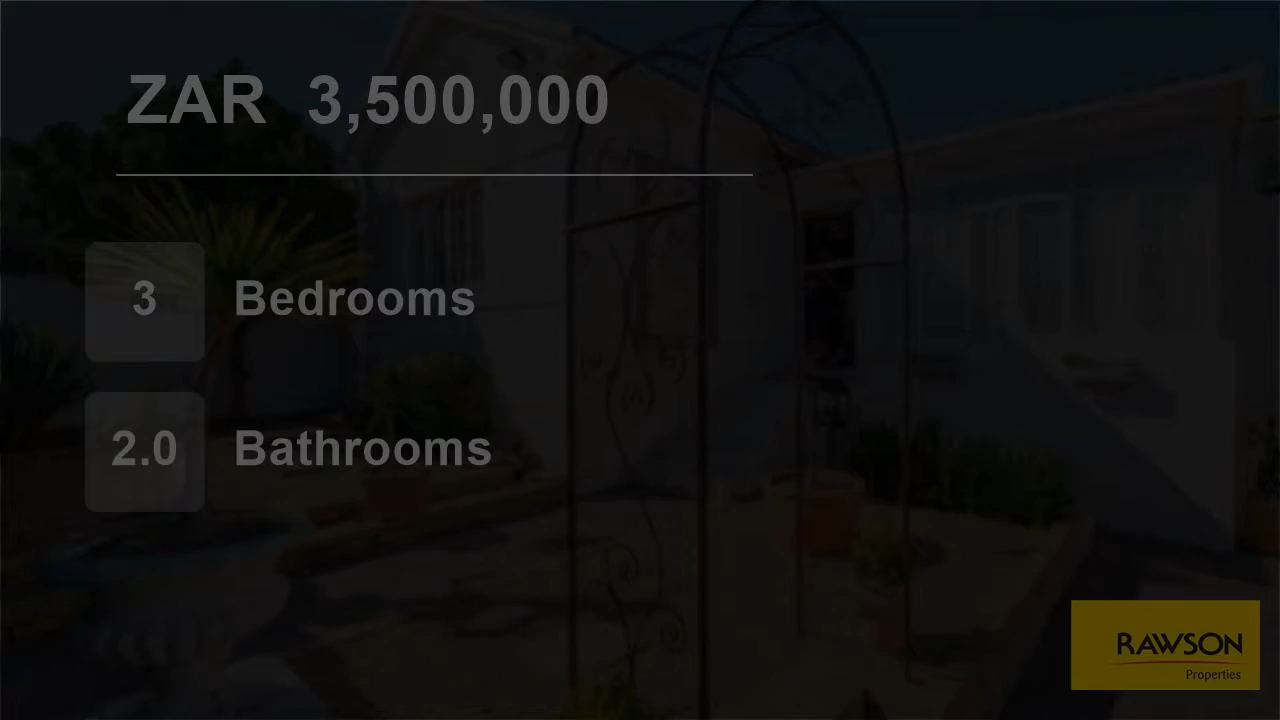 ZAR 3,500,000
3 Bedrooms
2.0 Bathrooms
RAWSON
Properties